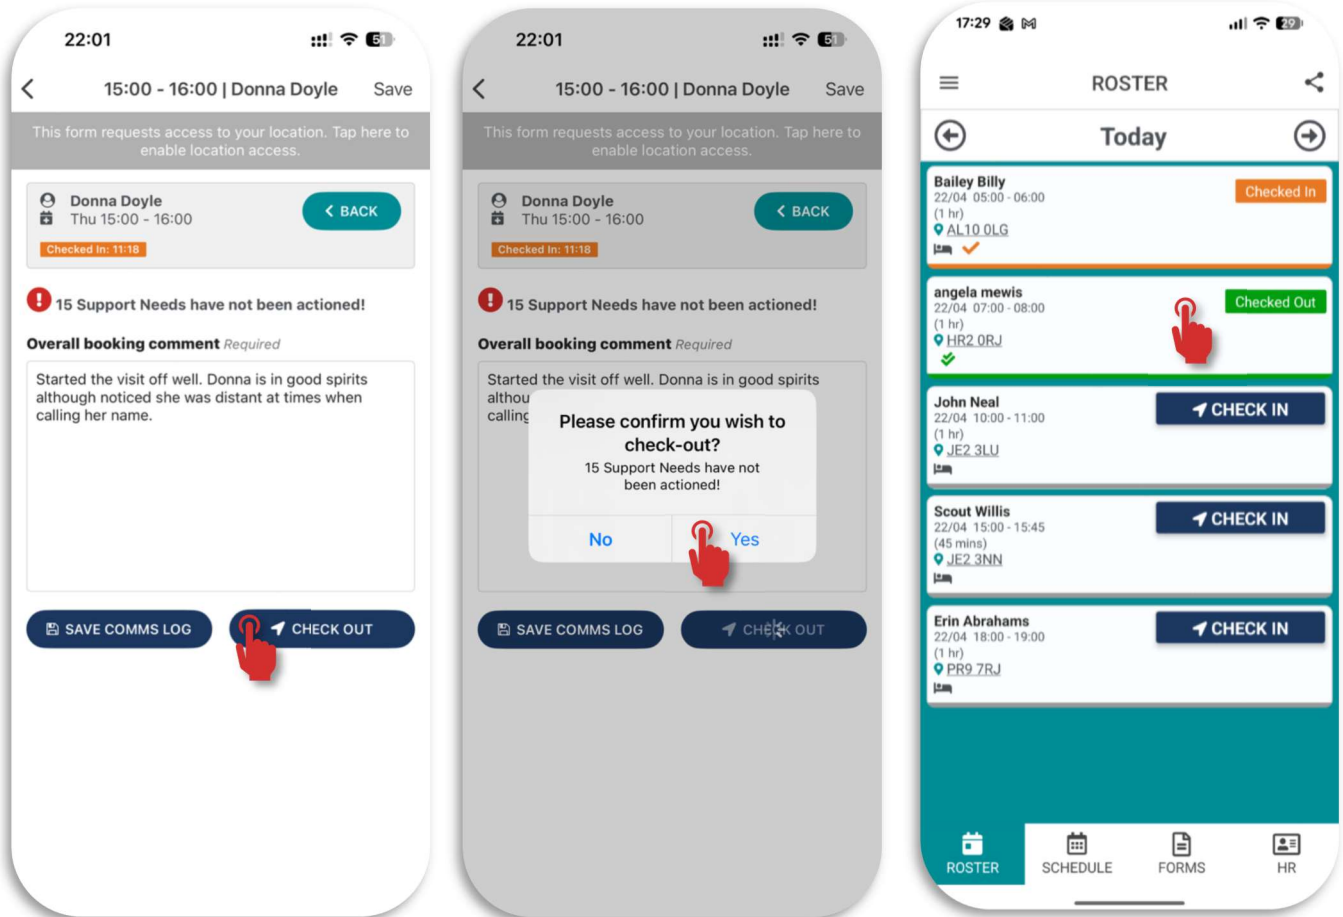 22:01
51
15:00 - 16:00 | Donna Doyle
Save
This form requests access to your location. Tap here to
enable location access.
Donna Doyle
Thu 15:00 - 16:00
< BACK
Checked In: 11:18
15 Support Needs have not been actioned!
Overall booking comment Required
Started the visit off well. Donna is in good spirits
although noticed she was distant at times when
calling her name.
SAVE COMMS LOG
CHECK OUT
22:01
51
15:00 - 16:00 | Donna Doyle
Save
This form requests access to your location. Tap here to
enable location access.
Donna Doyle
Thu 15:00 - 16:00
< BACK
Checked In: 11:18
15 Support Needs have not been actioned!
Overall booking comment Required
Started the visit off well. Donna is in good spirits
althou
calling
Please confirm you wish to
check-out?
15 Support Needs have not
been actioned!
No
Yes
SAVE COMMS LOG
CHECK OUT
17:29
29
ROSTER
Today
Bailey Billy
22/04 05:00 - 06:00
(1 hr)
AL10 0LG
Checked In
angela mewis
22/04 07:00 - 08:00
(1 hr)
HR2 0RJ
Checked Out
John Neal
22/04 10:00 - 11:00
(1 hr)
JE2 3LU
CHECK IN
Scout Willis
22/04 15:00 - 15:45
(45 mins)
JE2 3NN
CHECK IN
Erin Abrahams
22/04 18:00 - 19:00
(1 hr)
PR9 7RJ
CHECK IN
ROSTER
SCHEDULE
FORMS
HR